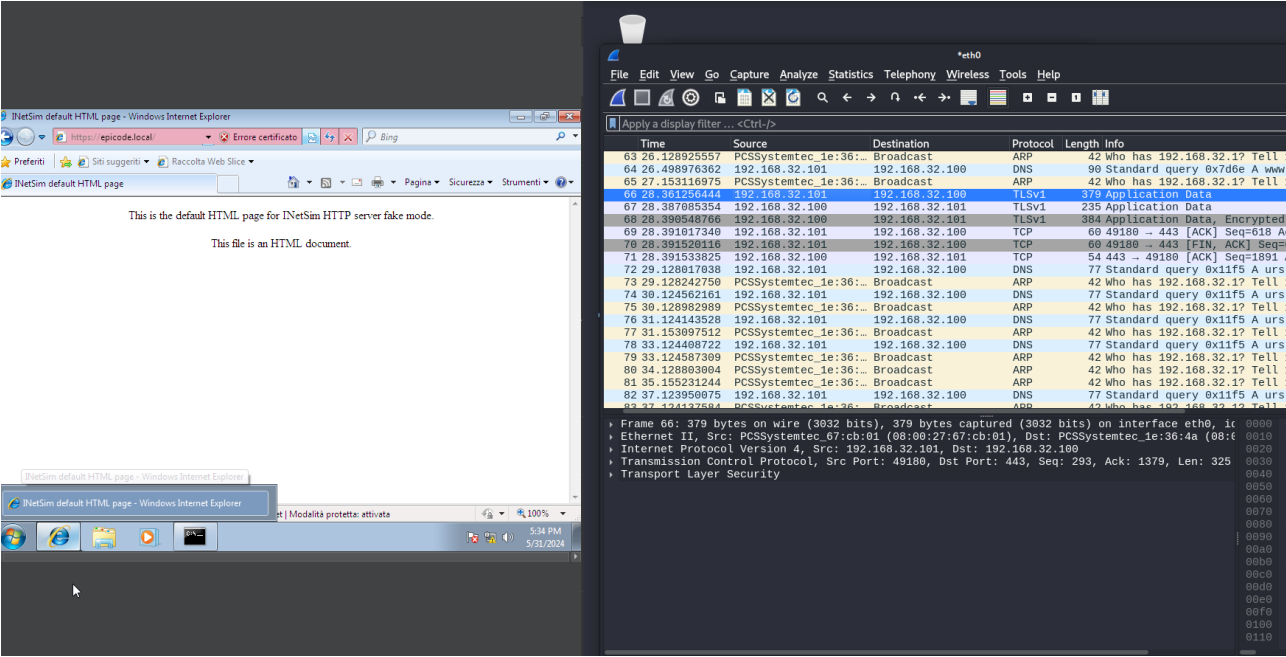 INetSim default HTML page - Windows Internet Explorer
https://epicode.local/ Errore certificato Bing
Preferiti Siti suggeriti Raccolta Web Slice
INetSim default HTML page Pagina Sicurezza Strumenti
This is the default HTML page for INetSim HTTP server fake mode.
This file is an HTML document.
INetSim default HTML page - Windows Internet Explorer
INetSim default HTML page - Windows Internet Explorer
et | Modalità protetta: attivata 100%
5:34 PM
5/31/2024
*eth0
File Edit View Go Capture Analyze Statistics Telephony Wireless Tools Help
Apply a display filter ... <Ctrl-/>
Time Source Destination Protocol Length Info
63 26.128925557 PCSSystemtec_1e:36:… Broadcast ARP 42 Who has 192.168.32.1? Tell
64 26.498976362 192.168.32.101 192.168.32.100 DNS 90 Standard query 0x7d6e A www
65 27.153116975 PCSSystemtec_1e:36:… Broadcast ARP 42 Who has 192.168.32.1? Tell
66 28.361256444 192.168.32.101 192.168.32.100 TLSv1 379 Application Data
67 28.387085354 192.168.32.100 192.168.32.101 TLSv1 235 Application Data
68 28.390548766 192.168.32.100 192.168.32.101 TLSv1 384 Application Data, Encrypted
69 28.391017340 192.168.32.101 192.168.32.100 TCP 60 49180 → 443 [ACK] Seq=618 A
70 28.391520116 192.168.32.101 192.168.32.100 TCP 60 49180 → 443 [FIN, ACK] Seq=
71 28.391533825 192.168.32.100 192.168.32.101 TCP 54 443 → 49180 [ACK] Seq=1891
72 29.128017038 192.168.32.101 192.168.32.100 DNS 77 Standard query 0x11f5 A urs
73 29.128242750 PCSSystemtec_1e:36:… Broadcast ARP 42 Who has 192.168.32.1? Tell
74 30.124562161 192.168.32.101 192.168.32.100 DNS 77 Standard query 0x11f5 A urs
75 30.128982989 PCSSystemtec_1e:36:… Broadcast ARP 42 Who has 192.168.32.1? Tell
76 31.124143528 192.168.32.101 192.168.32.100 DNS 77 Standard query 0x11f5 A urs
77 31.153097512 PCSSystemtec_1e:36:… Broadcast ARP 42 Who has 192.168.32.1? Tell
78 33.124408722 192.168.32.101 192.168.32.100 DNS 77 Standard query 0x11f5 A urs
79 33.124587309 PCSSystemtec_1e:36:… Broadcast ARP 42 Who has 192.168.32.1? Tell
80 34.128803004 PCSSystemtec_1e:36:… Broadcast ARP 42 Who has 192.168.32.1? Tell
81 35.155231244 PCSSystemtec_1e:36:… Broadcast ARP 42 Who has 192.168.32.1? Tell
82 37.123950075 192.168.32.101 192.168.32.100 DNS 77 Standard query 0x11f5 A urs
83 37.124137584 PCSSystemtec_1e:36: Broadcast ARP 42 Who has 192.168.32.1? Tell
Frame 66: 379 bytes on wire (3032 bits), 379 bytes captured (3032 bits) on interface eth0, id
Ethernet II, Src: PCSSystemtec_67:cb:01 (08:00:27:67:cb:01), Dst: PCSSystemtec_1e:36:4a (08:0
Internet Protocol Version 4, Src: 192.168.32.101, Dst: 192.168.32.100
Transmission Control Protocol, Src Port: 49180, Dst Port: 443, Seq: 293, Ack: 1379, Len: 325
Transport Layer Security
0000
0010
0020
0030
0040
0050
0060
0070
0080
0090
00a0
00b0
00c0
00d0
00e0
00f0
0100
0110